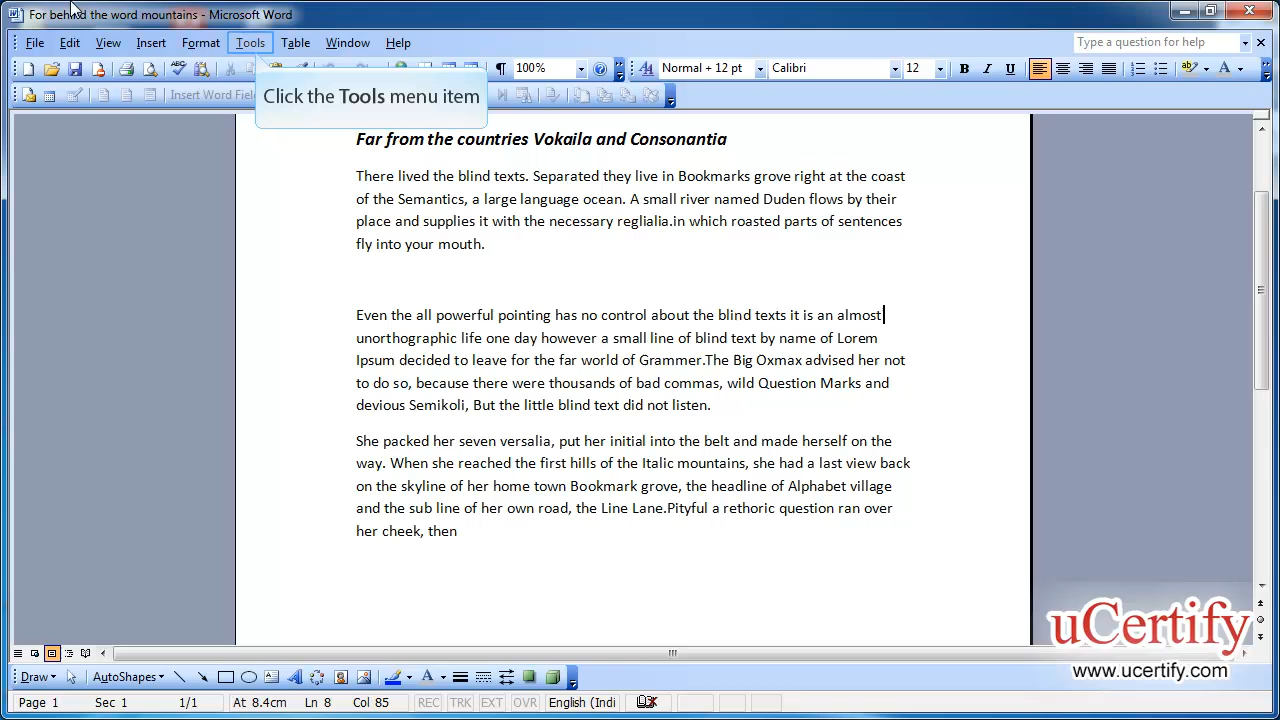 For behind the word mountains - Microsoft Word
File Edit View Insert Format Tools Table Window Help
Type a question for help
100% Normal + 12 pt Calibri 12 B I U
Insert Word
Click the Tools menu item
Far from the countries Vokaila and Consonantia
There lived the blind texts. Separated they live in Bookmarks grove right at the coast
of the Semantics, a large language ocean. A small river named Duden flows by their
place and supplies it with the necessary reglialia.in which roasted parts of sentences
fly into your mouth.
Even the all powerful pointing has no control about the blind texts it is an almost
unorthographic life one day however a small line of blind text by name of Lorem
Ipsum decided to leave for the far world of Grammer.The Big Oxmax advised her not
to do so, because there were thousands of bad commas, wild Question Marks and
devious Semikoli, But the little blind text did not listen.
She packed her seven versalia, put her initial into the belt and made herself on the
way. When she reached the first hills of the Italic mountains, she had a last view back
on the skyline of her home town Bookmark grove, the headline of Alphabet village
and the sub line of her own road, the Line Lane.Pityful a rethoric question ran over
her cheek, then
uCertify
www.ucertify.com
Draw AutoShapes
Page 1 Sec 1 1/1 At 8.4cm Ln 8 Col 85 REC TRK EXT OVR English (Indi